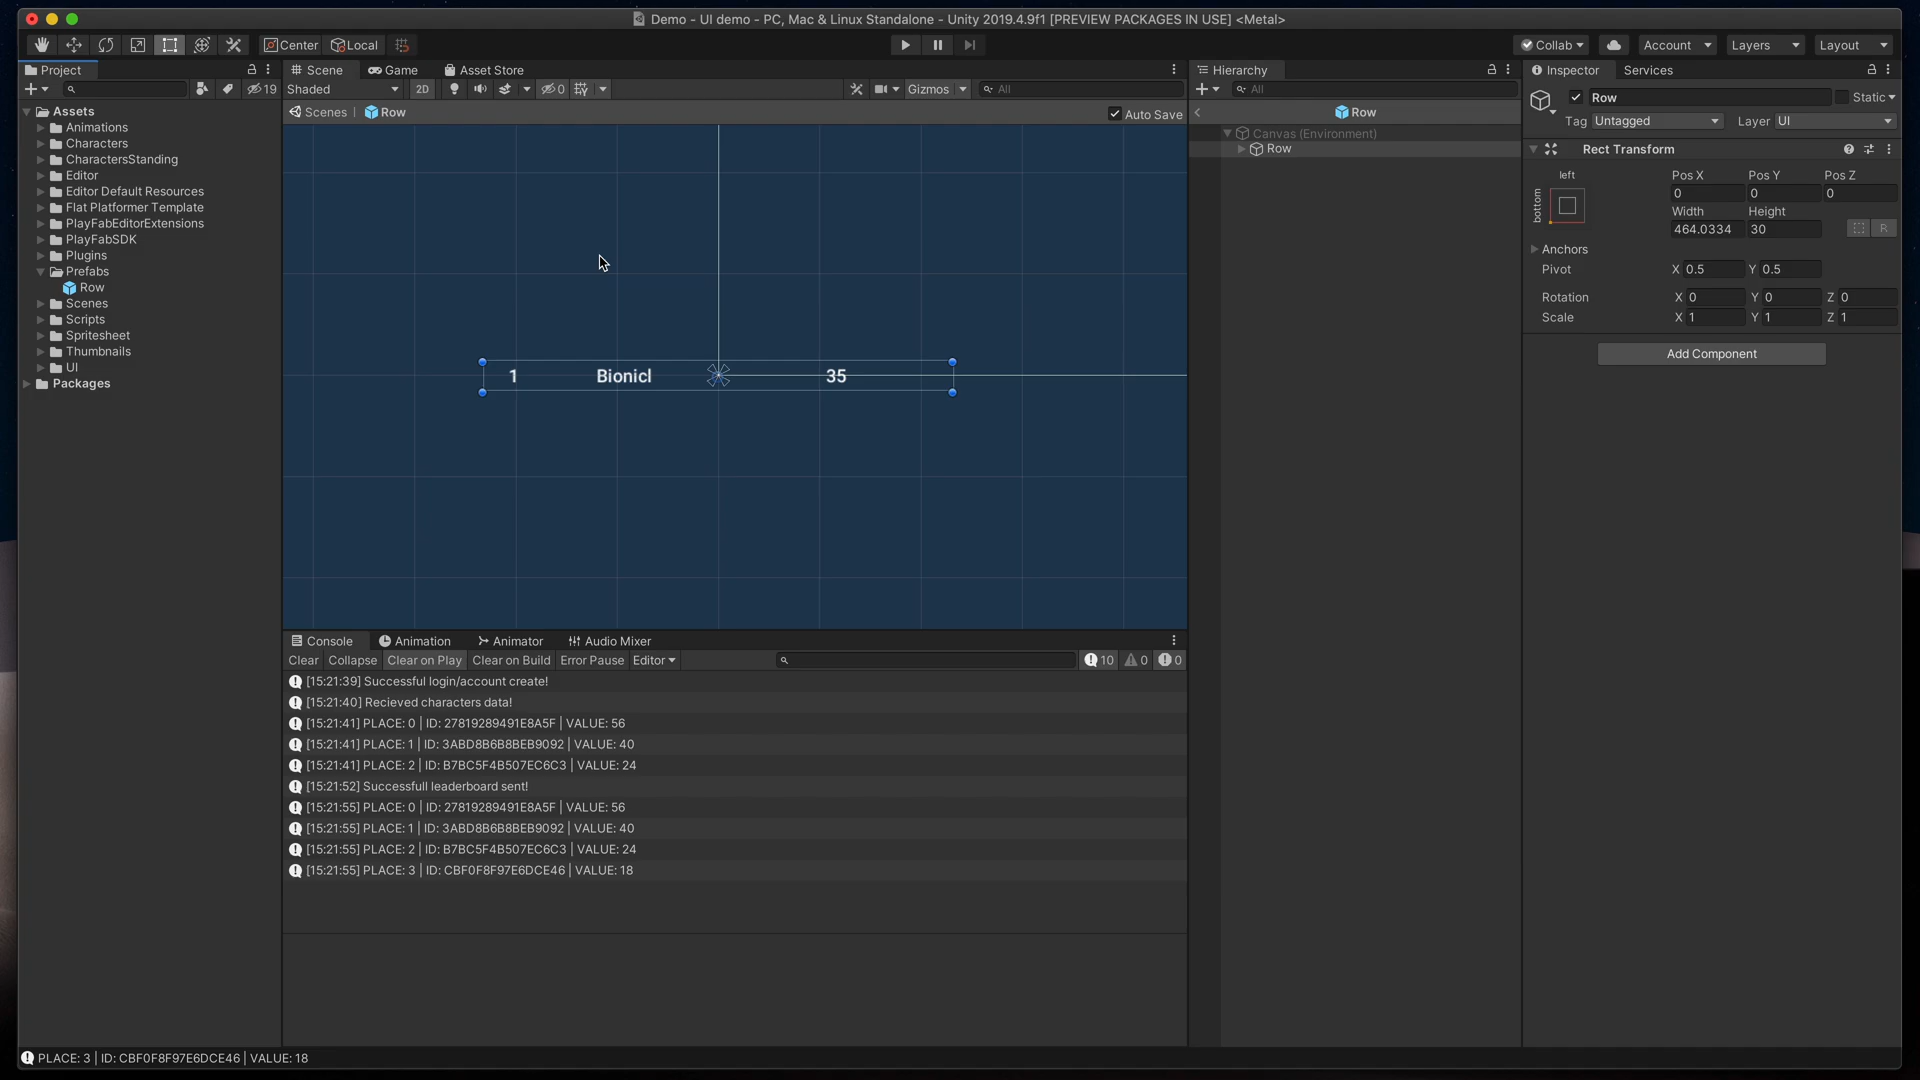 Demo - UI demo - PC, Mac & Linux Standalone - Unity 2019.4.9f1 [PREVIEW PACKAGES IN USE] <Metal>
Center Local Collab Account Layers Layout
Project Scene Game Asset Store Hierarchy Inspector Services
19 Shaded 2D 0 Gizmos All All Row Static
Scenes Row Auto Save Row Tag Untagged Layer UI
Assets
Animations
Characters
CharactersStanding
Editor
Editor Default Resources
Flat Platformer Template
PlayFabEditorExtensions
PlayFabSDK
Plugins
Prefabs
Row
Scenes
Scripts
Spritesheet
Thumbnails
UI
Packages
1 Bionicl 35
Canvas (Environment)
Row
Rect Transform
left
bottom
Pos X Pos Y Pos Z
0 0 0
Width Height
464.0334 30 R
Anchors
Pivot X 0.5 Y 0.5
Rotation X 0 Y 0 Z 0
Scale X 1 Y 1 Z 1
Add Component
Console Animation Animator Audio Mixer
Clear Collapse Clear on Play Clear on Build Error Pause Editor 10 0 0
[15:21:39] Successful login/account create!
[15:21:40] Recieved characters data!
[15:21:41] PLACE: 0 | ID: 27819289491E8A5F | VALUE: 56
[15:21:41] PLACE: 1 | ID: 3ABD8B6B8BEB9092 | VALUE: 40
[15:21:41] PLACE: 2 | ID: B7BC5F4B507EC6C3 | VALUE: 24
[15:21:52] Successfull leaderboard sent!
[15:21:55] PLACE: 0 | ID: 27819289491E8A5F | VALUE: 56
[15:21:55] PLACE: 1 | ID: 3ABD8B6B8BEB9092 | VALUE: 40
[15:21:55] PLACE: 2 | ID: B7BC5F4B507EC6C3 | VALUE: 24
[15:21:55] PLACE: 3 | ID: CBF0F8F97E6DCE46 | VALUE: 18
PLACE: 3 | ID: CBF0F8F97E6DCE46 | VALUE: 18